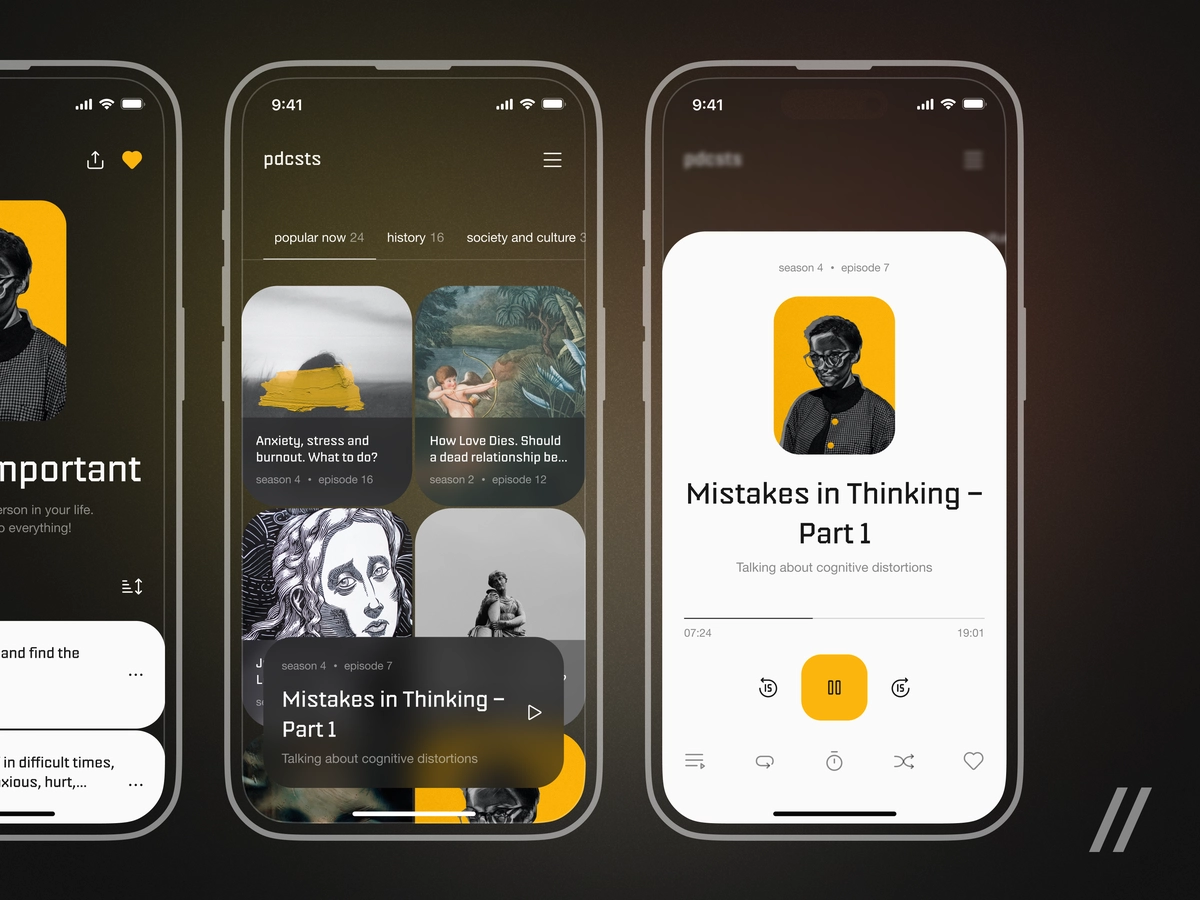 mportant
erson in your life.
o everything!
and find the
in difficult times,
xious, hurt,...
9:41
pdcsts
popular now 24
history 16
society and culture 3
Anxiety, stress and
burnout. What to do?
season 4 • episode 16
How Love Dies. Should
a dead relationship be...
season 2 • episode 12
season 4 • episode 7
Mistakes in Thinking –
Part 1
Talking about cognitive distortions
9:41
pdcsts
season 4 • episode 7
Mistakes in Thinking –
Part 1
Talking about cognitive distortions
07:24
19:01
15
15